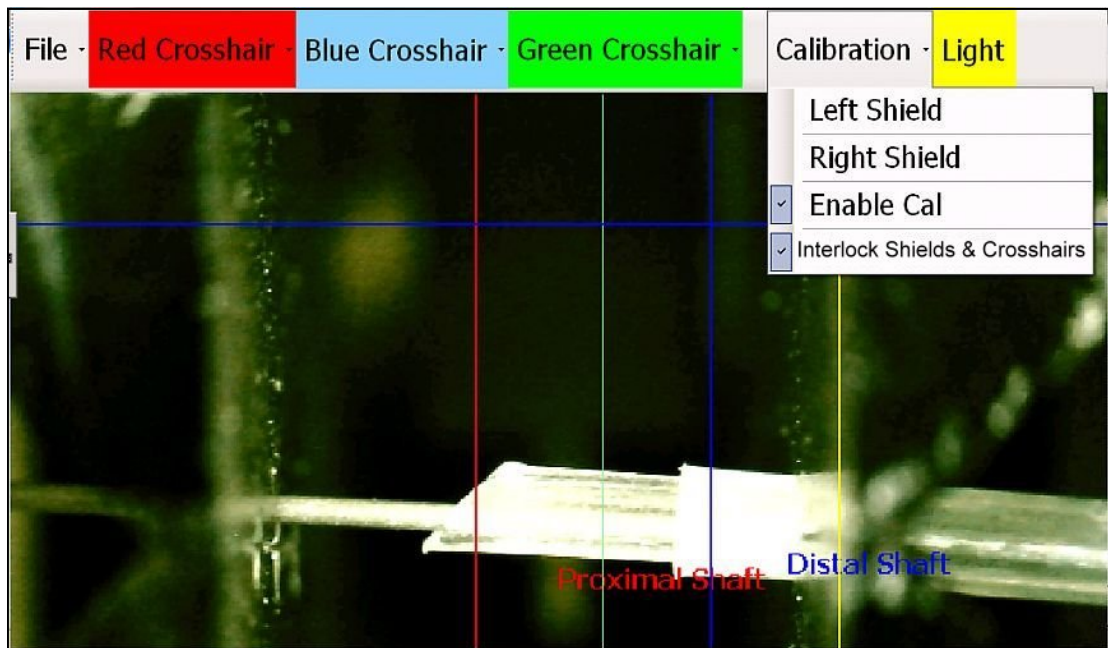 File Red Crosshair Blue Crosshair Green Crosshair Calibration Light
Left Shield
Right Shield
Enable Cal
Interlock Shields & Crosshairs
Proximal Shaft
Distal Shaft